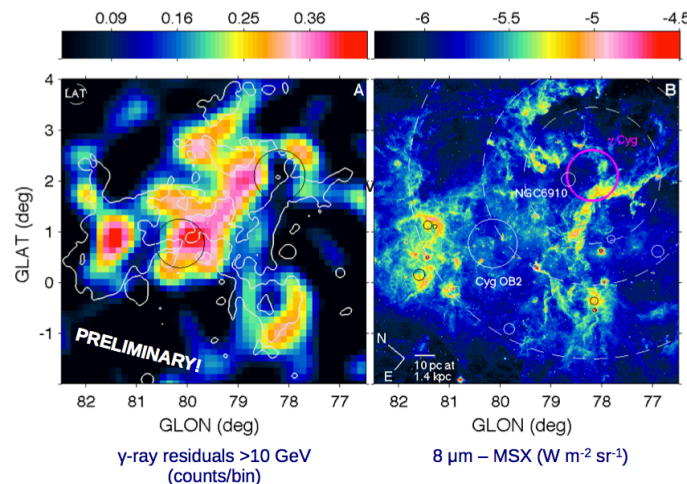 0.09 0.16 0.25 0.36
-6 -5.5 -5 -4.5
A
LAT
B
γ Cyg
NGC6910
Cyg OB2
GLAT (deg)
4
3
2
1
0
-1
PRELIMINARY!
N
E
10 pc at
1.4 kpc
82 81 80 79 78 77
82 81 80 79 78 77
GLON (deg)
GLON (deg)
γ-ray residuals >10 GeV
(counts/bin)
8 μm – MSX (W m⁻² sr⁻¹)